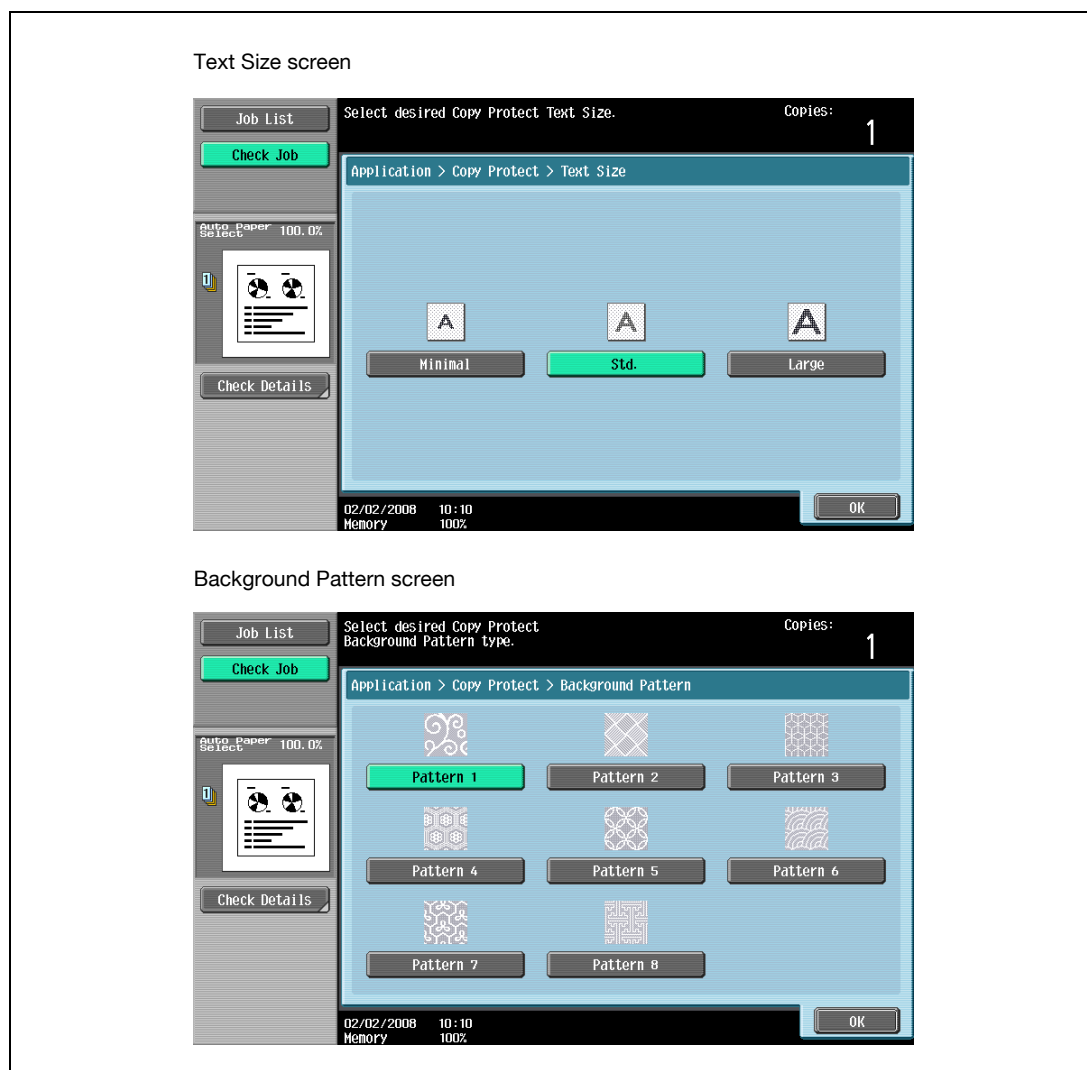 Text Size screen
Job List
Check Job
Select desired Copy Protect Text Size.
Copies:
1
Application > Copy Protect > Text Size
Auto Paper
Select
100.0%
1
A
A
A
Minimal
Std.
Large
Check Details
02/02/2008 10:10
Memory 100%
OK
Background Pattern screen
Job List
Check Job
Select desired Copy Protect
Background Pattern type.
Copies:
1
Application > Copy Protect > Background Pattern
Auto Paper
Select
100.0%
1
Pattern 1
Pattern 2
Pattern 3
Pattern 4
Pattern 5
Pattern 6
Check Details
Pattern 7
Pattern 8
02/02/2008 10:10
Memory 100%
OK